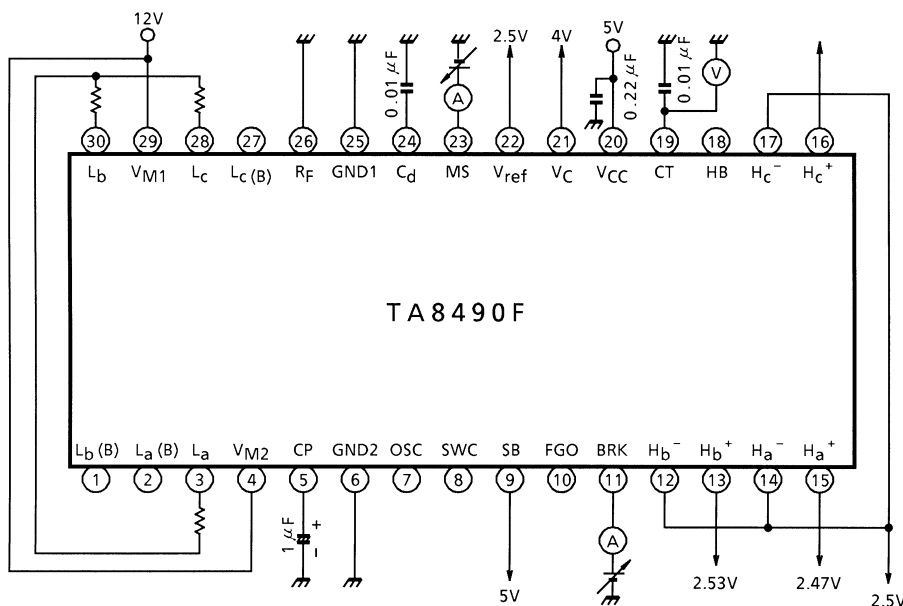 12V 2.5V 4V 5V
0.01 μF 0.22 μF 0.01 μF
A V
30 29 28 27 26 25 24 23 22 21 20 19 18 17 16
Lb VM1 Lc Lc (B) RF GND1 Cd MS Vref VC VCC CT HB Hc⁻ Hc⁺
TA8490F
Lb (B) La (B) La VM2 CP GND2 OSC SWC SB FGO BRK Hb⁻ Hb⁺ Ha⁻ Ha⁺
1 2 3 4 5 6 7 8 9 10 11 12 13 14 15
1 μF + − A
5V 2.53V 2.47V 2.5V